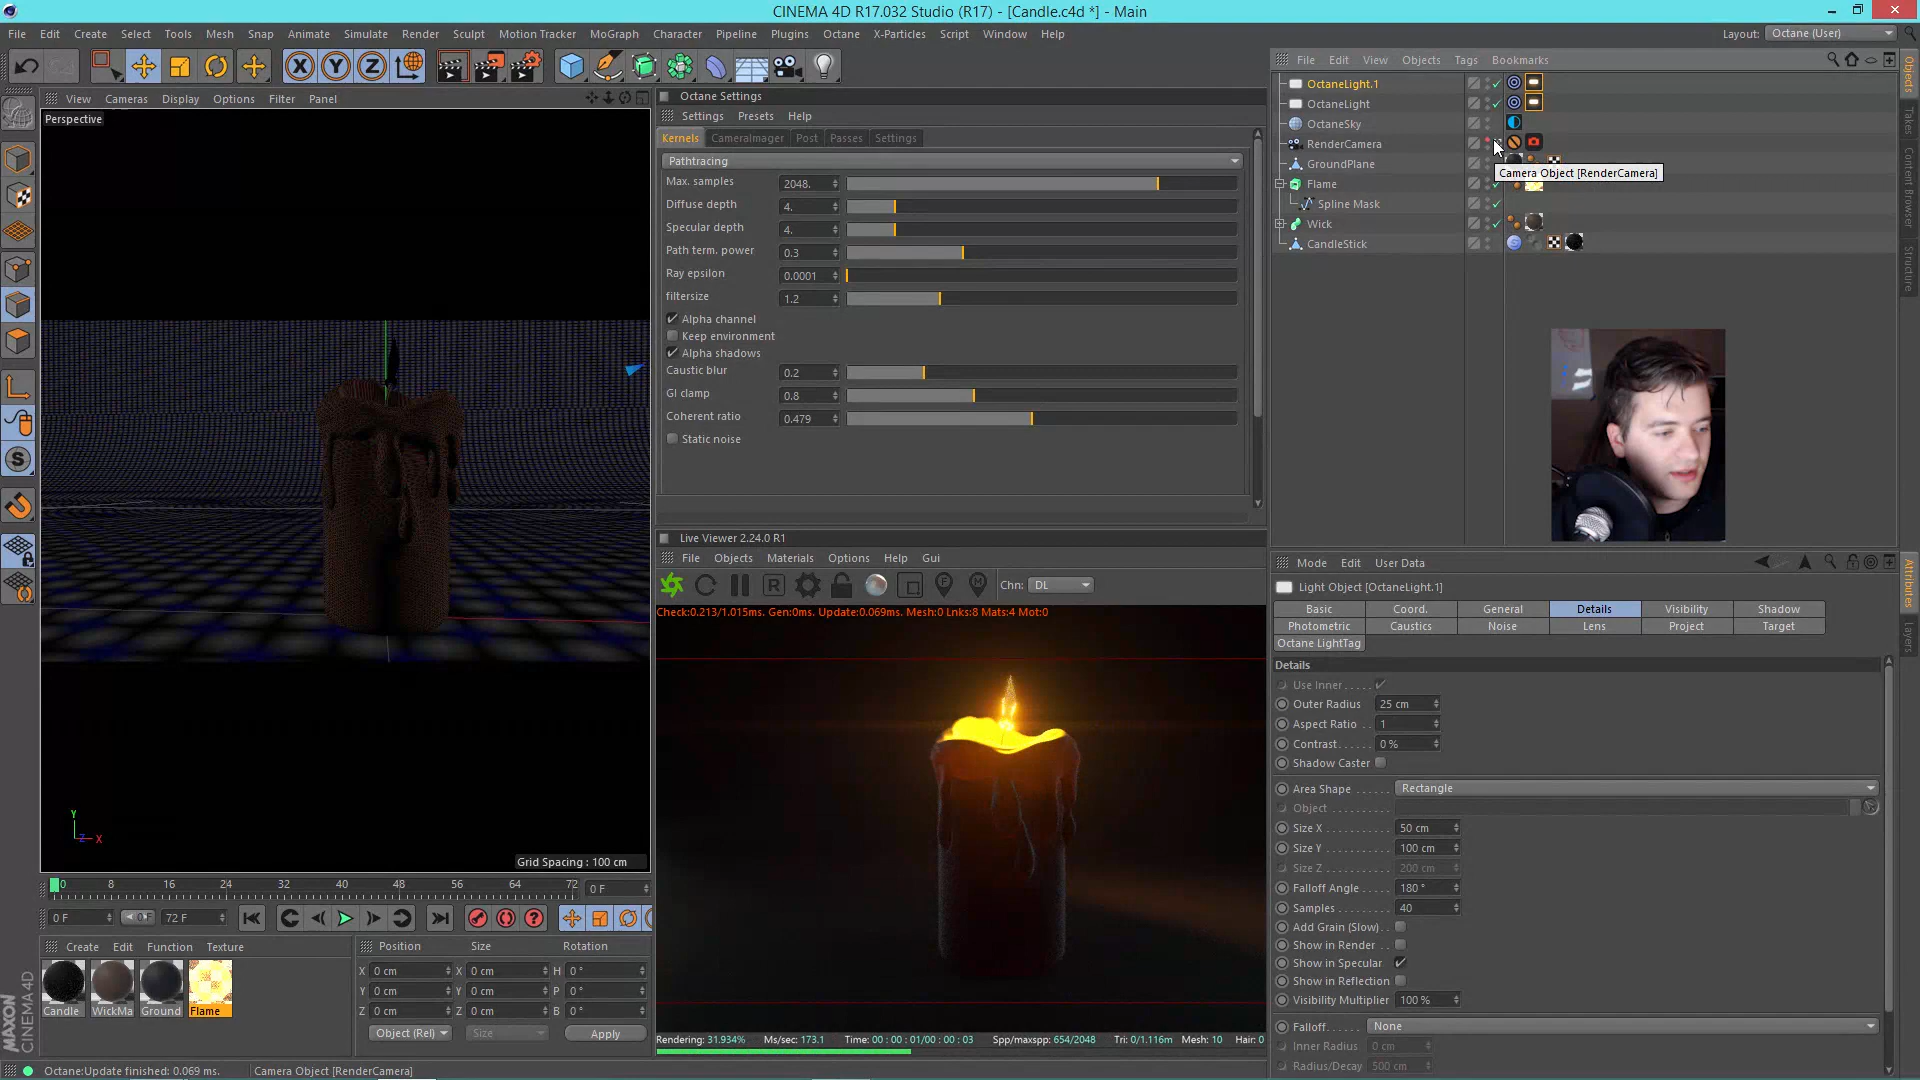 CINEMA 4D R17.032 Studio (R17) - [Candle.c4d *] - Main
File Edit Create Select Tools Mesh Snap Animate Simulate Render Sculpt Motion Tracker MoGraph Character Pipeline Plugins Octane X-Particles Script Window Help
Layout: Octane (User)
View Cameras Display Options Filter Panel
Perspective
Grid Spacing : 100 cm
Octane Settings
Settings Presets Help
Kernels CameraImager Post Passes Settings
Pathtracing
Max. samples 2048.
Diffuse depth 4.
Specular depth 4.
Path term. power 0.3
Ray epsilon 0.0001
filtersize 1.2
Alpha channel
Keep environment
Alpha shadows
Caustic blur 0.2
GI clamp 0.8
Coherent ratio 0.479
Static noise
Live Viewer 2.24.0 R1
File Objects Materials Options Help Gui
Chn: DL
Check:0.213/1.015ms. Gen:0ms. Update:0.069ms. Mesh:0 Lnks:8 Mats:4 Mot:0
Rendering: 31.934% Ms/sec: 173.1 Time: 00 : 00 : 01/00 : 00 : 03 Spp/maxspp: 654/2048 Tri: 0/1.116m Mesh: 10 Hair: 0
File Edit View Objects Tags Bookmarks
OctaneLight.1
OctaneLight
OctaneSky
RenderCamera
GroundPlane
Flame
Spline Mask
Wick
CandleStick
Camera Object [RenderCamera]
Objects
Takes
Content Browser
Structure
Mode Edit User Data
Light Object [OctaneLight.1]
Basic Coord. General Details Visibility Shadow
Photometric Caustics Noise Lens Project Target
Octane LightTag
Details
Use Inner
Outer Radius 25 cm
Aspect Ratio 1
Contrast 0 %
Shadow Caster
Area Shape Rectangle
Object
Size X 50 cm
Size Y 100 cm
Size Z 200 cm
Falloff Angle 180 °
Samples 40
Add Grain (Slow)
Show in Render
Show in Specular
Show in Reflection
Visibility Multiplier 100 %
Falloff None
Inner Radius 0 cm
Radius/Decay 500 cm
Attributes
Layers
0 8 16 24 32 40 48 56 64 72 0 F
0 F 0 F 72 F
Create Edit Function Texture
Candle WickMa Ground Flame
Position Size Rotation
X 0 cm X 0 cm H 0 °
Y 0 cm Y 0 cm P 0 °
Z 0 cm Z 0 cm B 0 °
Object (Rel) Size Apply
MAXON
CINEMA 4D
Octane:Update finished: 0.069 ms. Camera Object [RenderCamera]